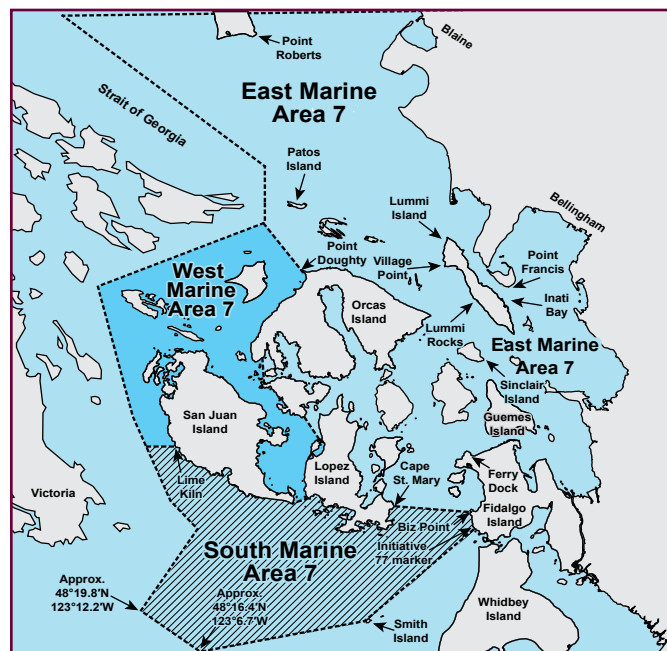 Point
Roberts
Blaine
East Marine
Area 7
Strait of Georgia
Patos
Island
Lummi
Island
Bellingham
Point
Doughty
Village
Point
Point
Francis
West
Marine
Area 7
Orcas
Island
Inati
Bay
Lummi
Rocks
East Marine
Area 7
Sinclair
Island
San Juan
Island
Guemes
Island
Lime
Kiln
Lopez
Island
Cape
St. Mary
Ferry
Dock
Victoria
Biz Point
Fidalgo
Island
Initiative
77 marker
South Marine
Area 7
Approx.
48°19.8'N
123°12.2'W
Approx.
48°16.4'N
123°6.7'W
Smith
Island
Whidbey
Island